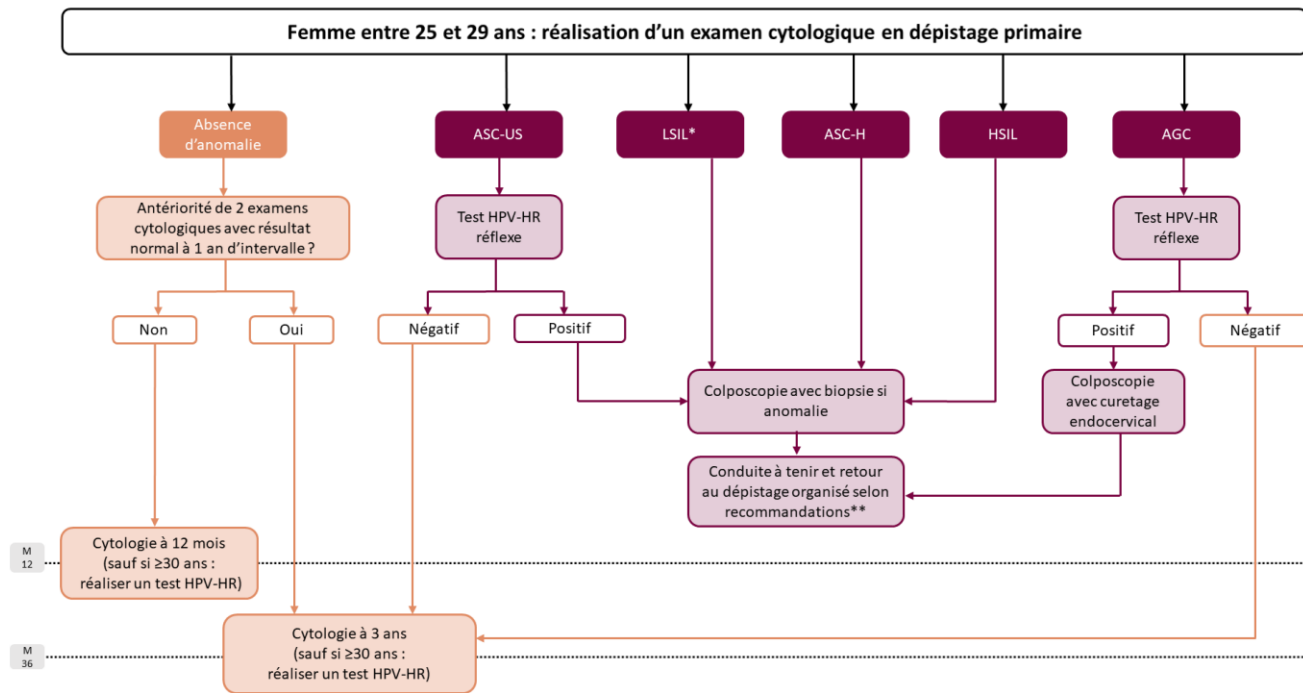 Femme entre 25 et 29 ans : réalisation d’un examen cytologique en dépistage primaire
Absence
d’anomalie
ASC-US
LSIL*
ASC-H
HSIL
AGC
Antériorité de 2 examens
cytologiques avec résultat
normal à 1 an d’intervalle ?
Test HPV-HR
réflexe
Test HPV-HR
réflexe
Non
Oui
Négatif
Positif
Positif
Négatif
Colposcopie avec biopsie si
anomalie
Colposcopie
avec curetage
endocervical
Conduite à tenir et retour
au dépistage organisé selon
recommandations**
M
12
Cytologie à 12 mois
(sauf si ≥30 ans :
réaliser un test HPV-HR)
M
36
Cytologie à 3 ans
(sauf si ≥30 ans :
réaliser un test HPV-HR)